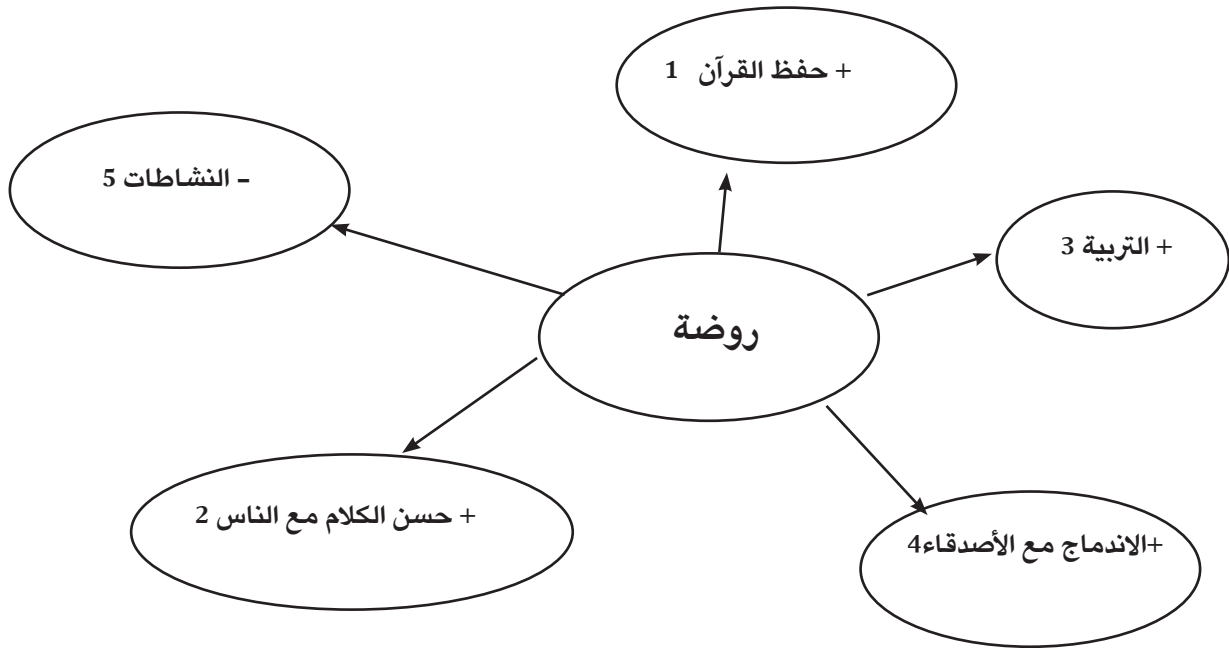 + حفظ القرآن 1
– النشاطات 5
+ التربية 3
روضة
+ حسن الكلام مع الناس 2
+الاندماج مع الأصدقاء4